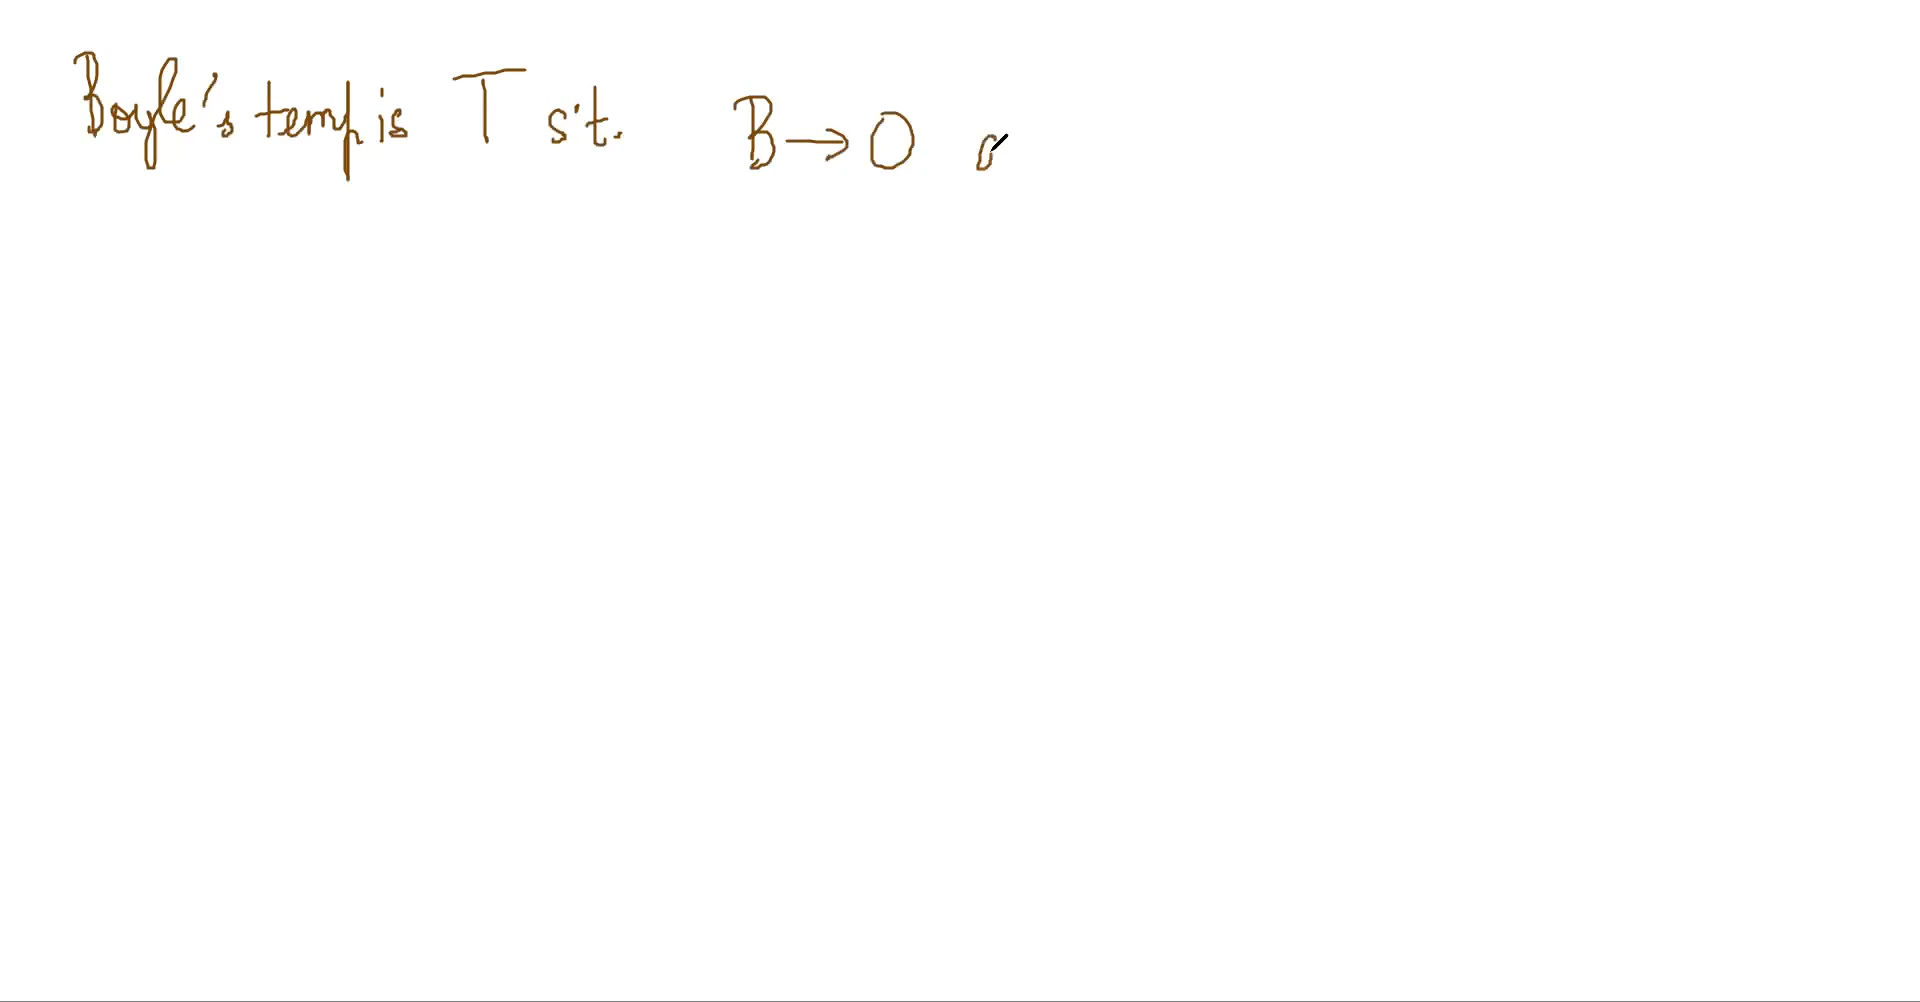 Boyle's temp is T s.t. B → 0